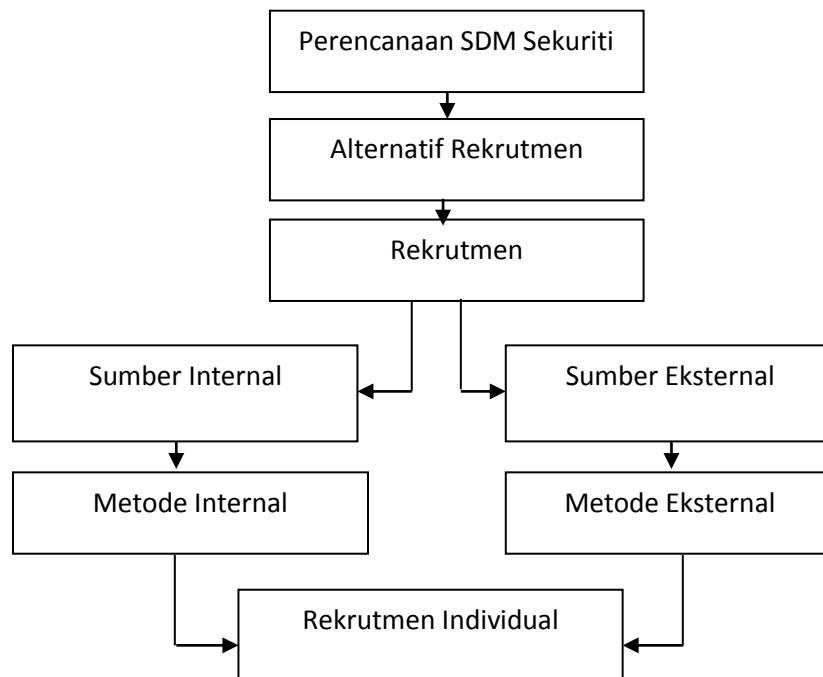 Perencanaan SDM Sekuriti
Alternatif Rekrutmen
Rekrutmen
Sumber Internal
Sumber Eksternal
Metode Internal
Metode Eksternal
Rekrutmen Individual